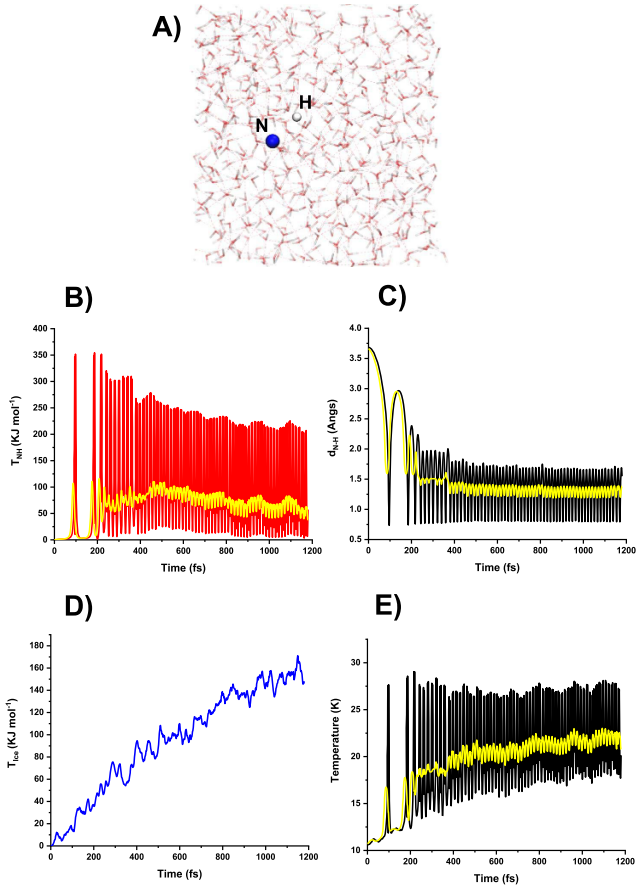 A)
H
N
B)
C)
400
350
300
250
200
150
100
50
0
T_NH (KJ mol⁻¹)
0 200 400 600 800 1000 1200
Time (fs)
4.0
3.5
3.0
2.5
2.0
1.5
1.0
0.5
d_N-H (Angs)
0 200 400 600 800 1000 1200
Time (fs)
D)
E)
180
160
140
120
100
80
60
40
20
0
T_Ice (KJ mol⁻¹)
0 200 400 600 800 1000 1200
Time (fs)
30
25
20
15
10
Temperature (K)
0 200 400 600 800 1000 1200
Time (fs)